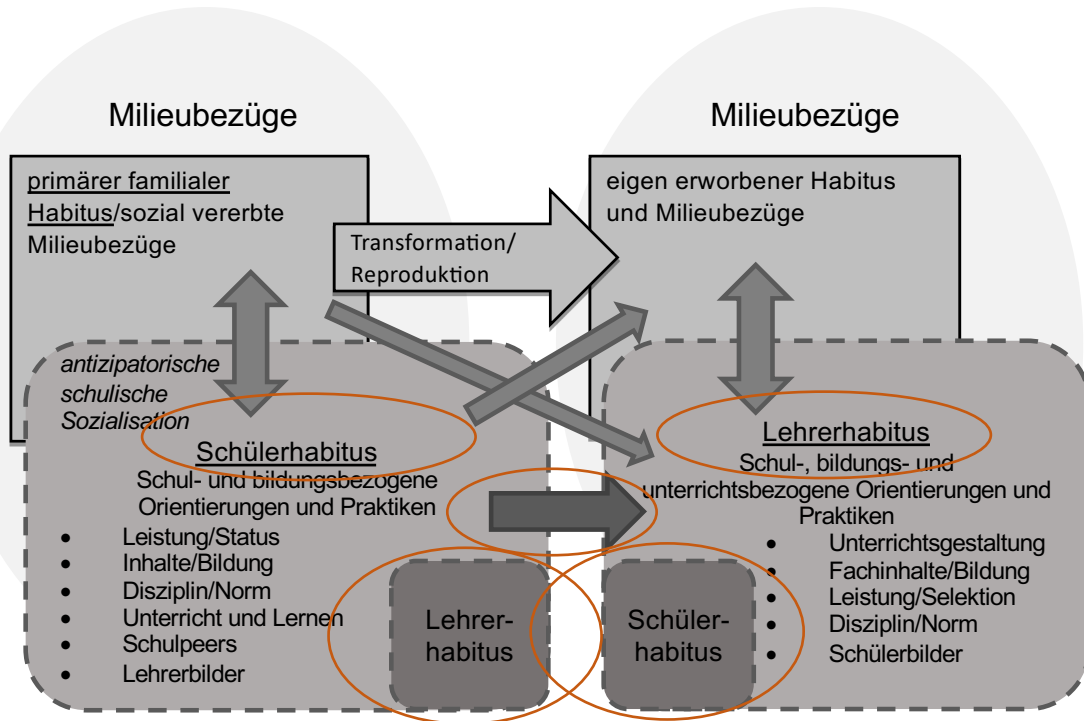 Milieubezüge
primärer familialer
Habitus/sozial vererbte
Milieubezüge
Transformation/
Reproduktion
Milieubezüge
eigen erworbener Habitus
und Milieubezüge
antizipatorische
schulische
Sozialisation
Schülerhabitus
Schul- und bildungsbezogene
Orientierungen und Praktiken
• Leistung/Status
• Inhalte/Bildung
• Disziplin/Norm
• Unterricht und Lernen
• Schulpeers
• Lehrerbilder
Lehrer-
habitus
Lehrerhabitus
Schul-, bildungs- und
unterrichtsbezogene Orientierungen und
Praktiken
• Unterrichtsgestaltung
• Fachinhalte/Bildung
• Leistung/Selektion
• Disziplin/Norm
• Schülerbilder
Schüler-
habitus